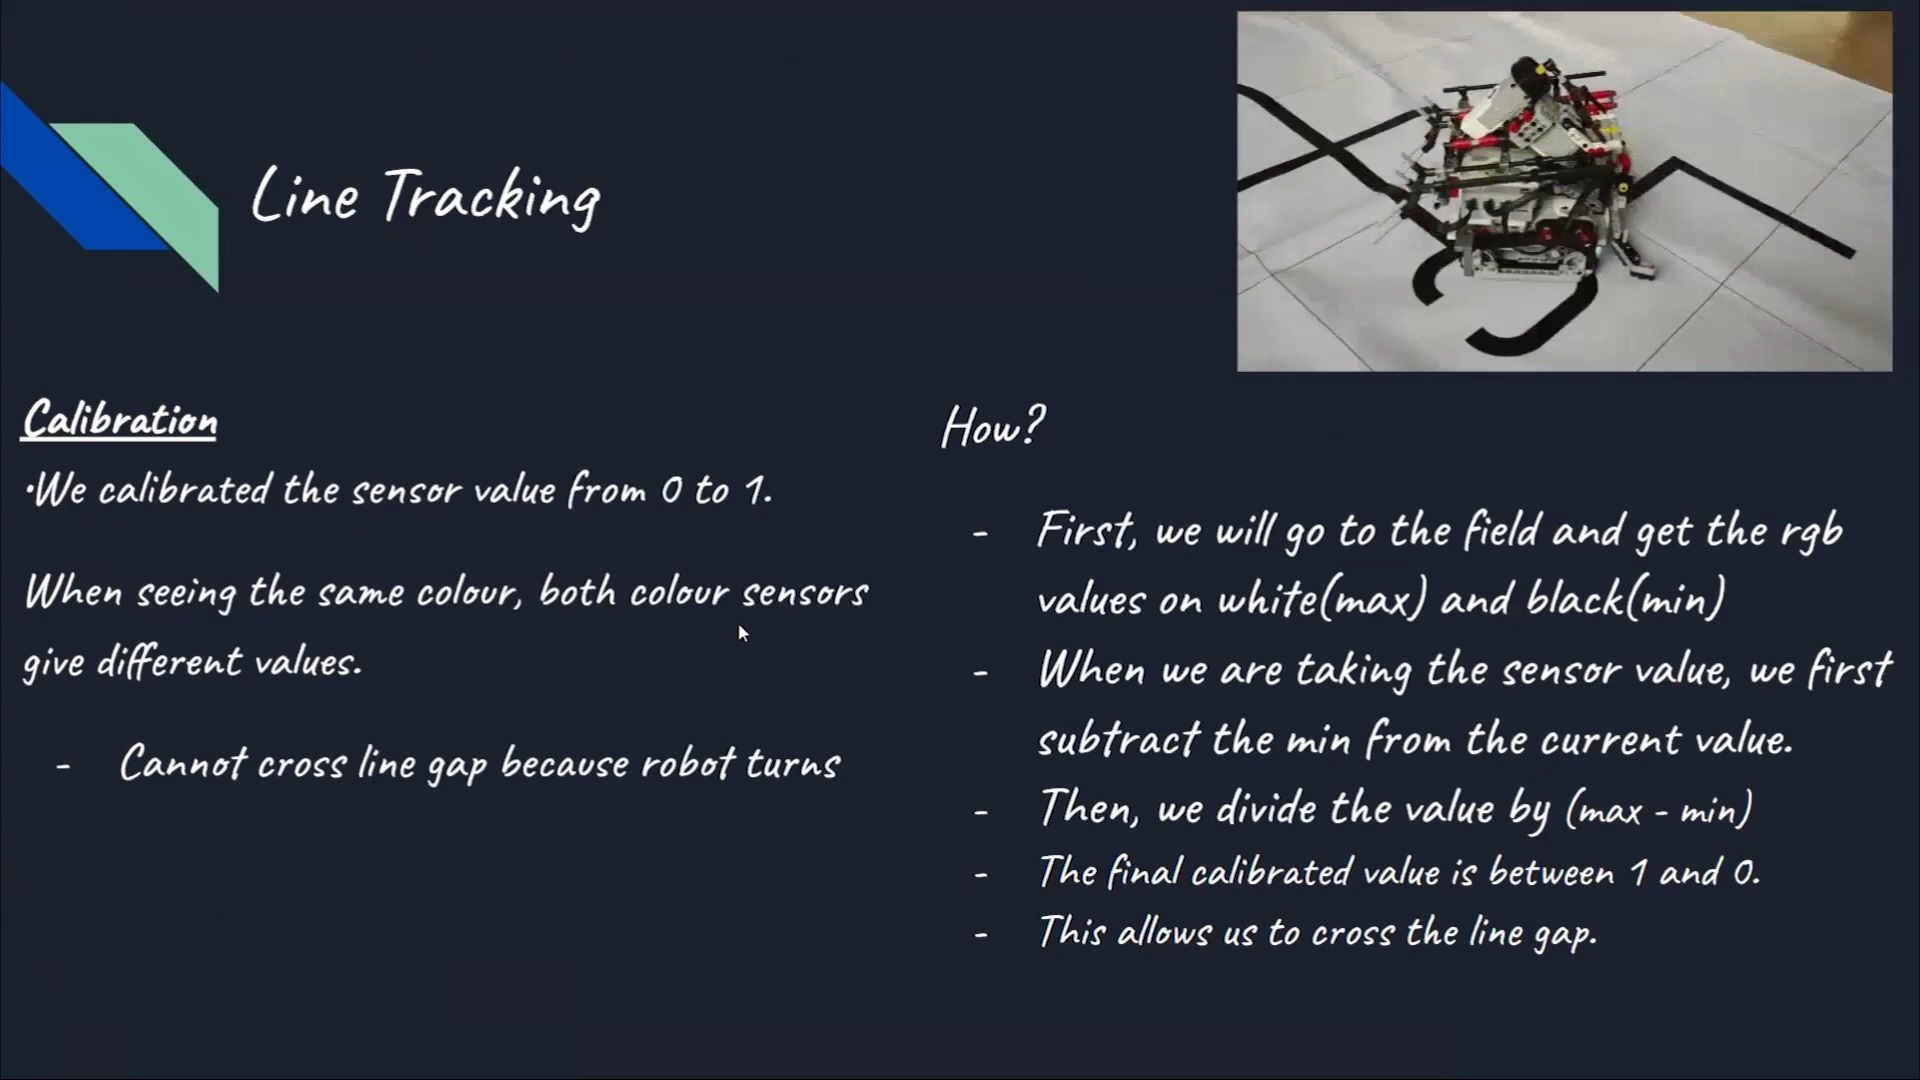 Line Tracking
Calibration
•We calibrated the sensor value from 0 to 1.
When seeing the same colour, both colour sensors
give different values.
- Cannot cross line gap because robot turns
How?
- First, we will go to the field and get the rgb
values on white(max) and black(min)
- When we are taking the sensor value, we first
subtract the min from the current value.
- Then, we divide the value by (max - min)
- The final calibrated value is between 1 and 0.
- This allows us to cross the line gap.